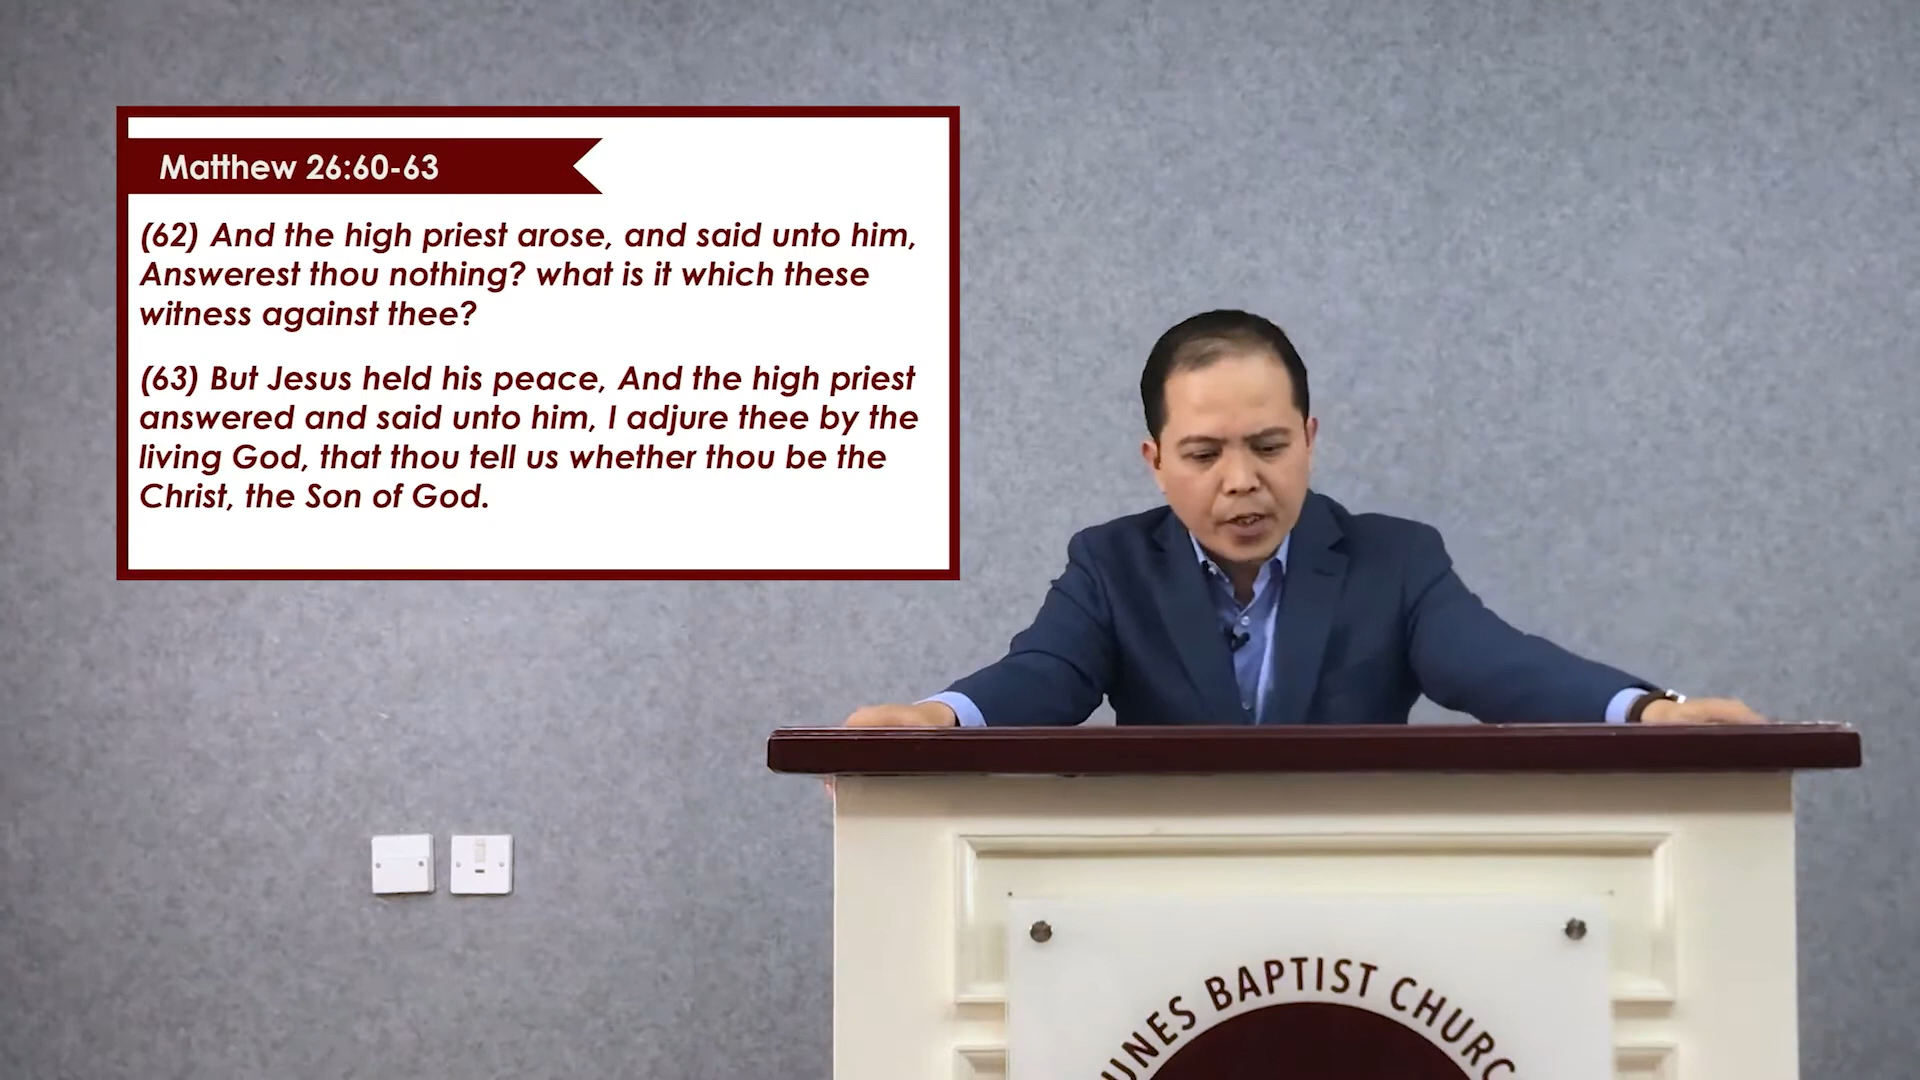 Matthew 26:60-63
(62) And the high priest arose, and said unto him,
Answerest thou nothing? what is it which these
witness against thee?
(63) But Jesus held his peace, And the high priest
answered and said unto him, I adjure thee by the
living God, that thou tell us whether thou be the
Christ, the Son of God.
BAPTIST